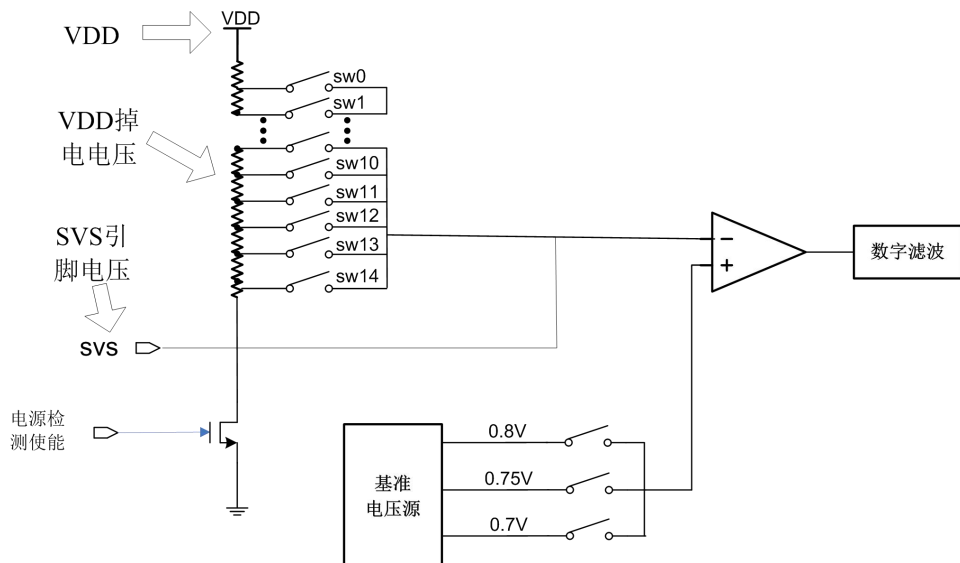 VDD
VDD
sw0
sw1
VDD掉
电电压
sw10
sw11
sw12
sw13
sw14
SVS引
脚电压
SVS
−
+
数字滤波
电源检
测使能
基准
电压源
0.8V
0.75V
0.7V